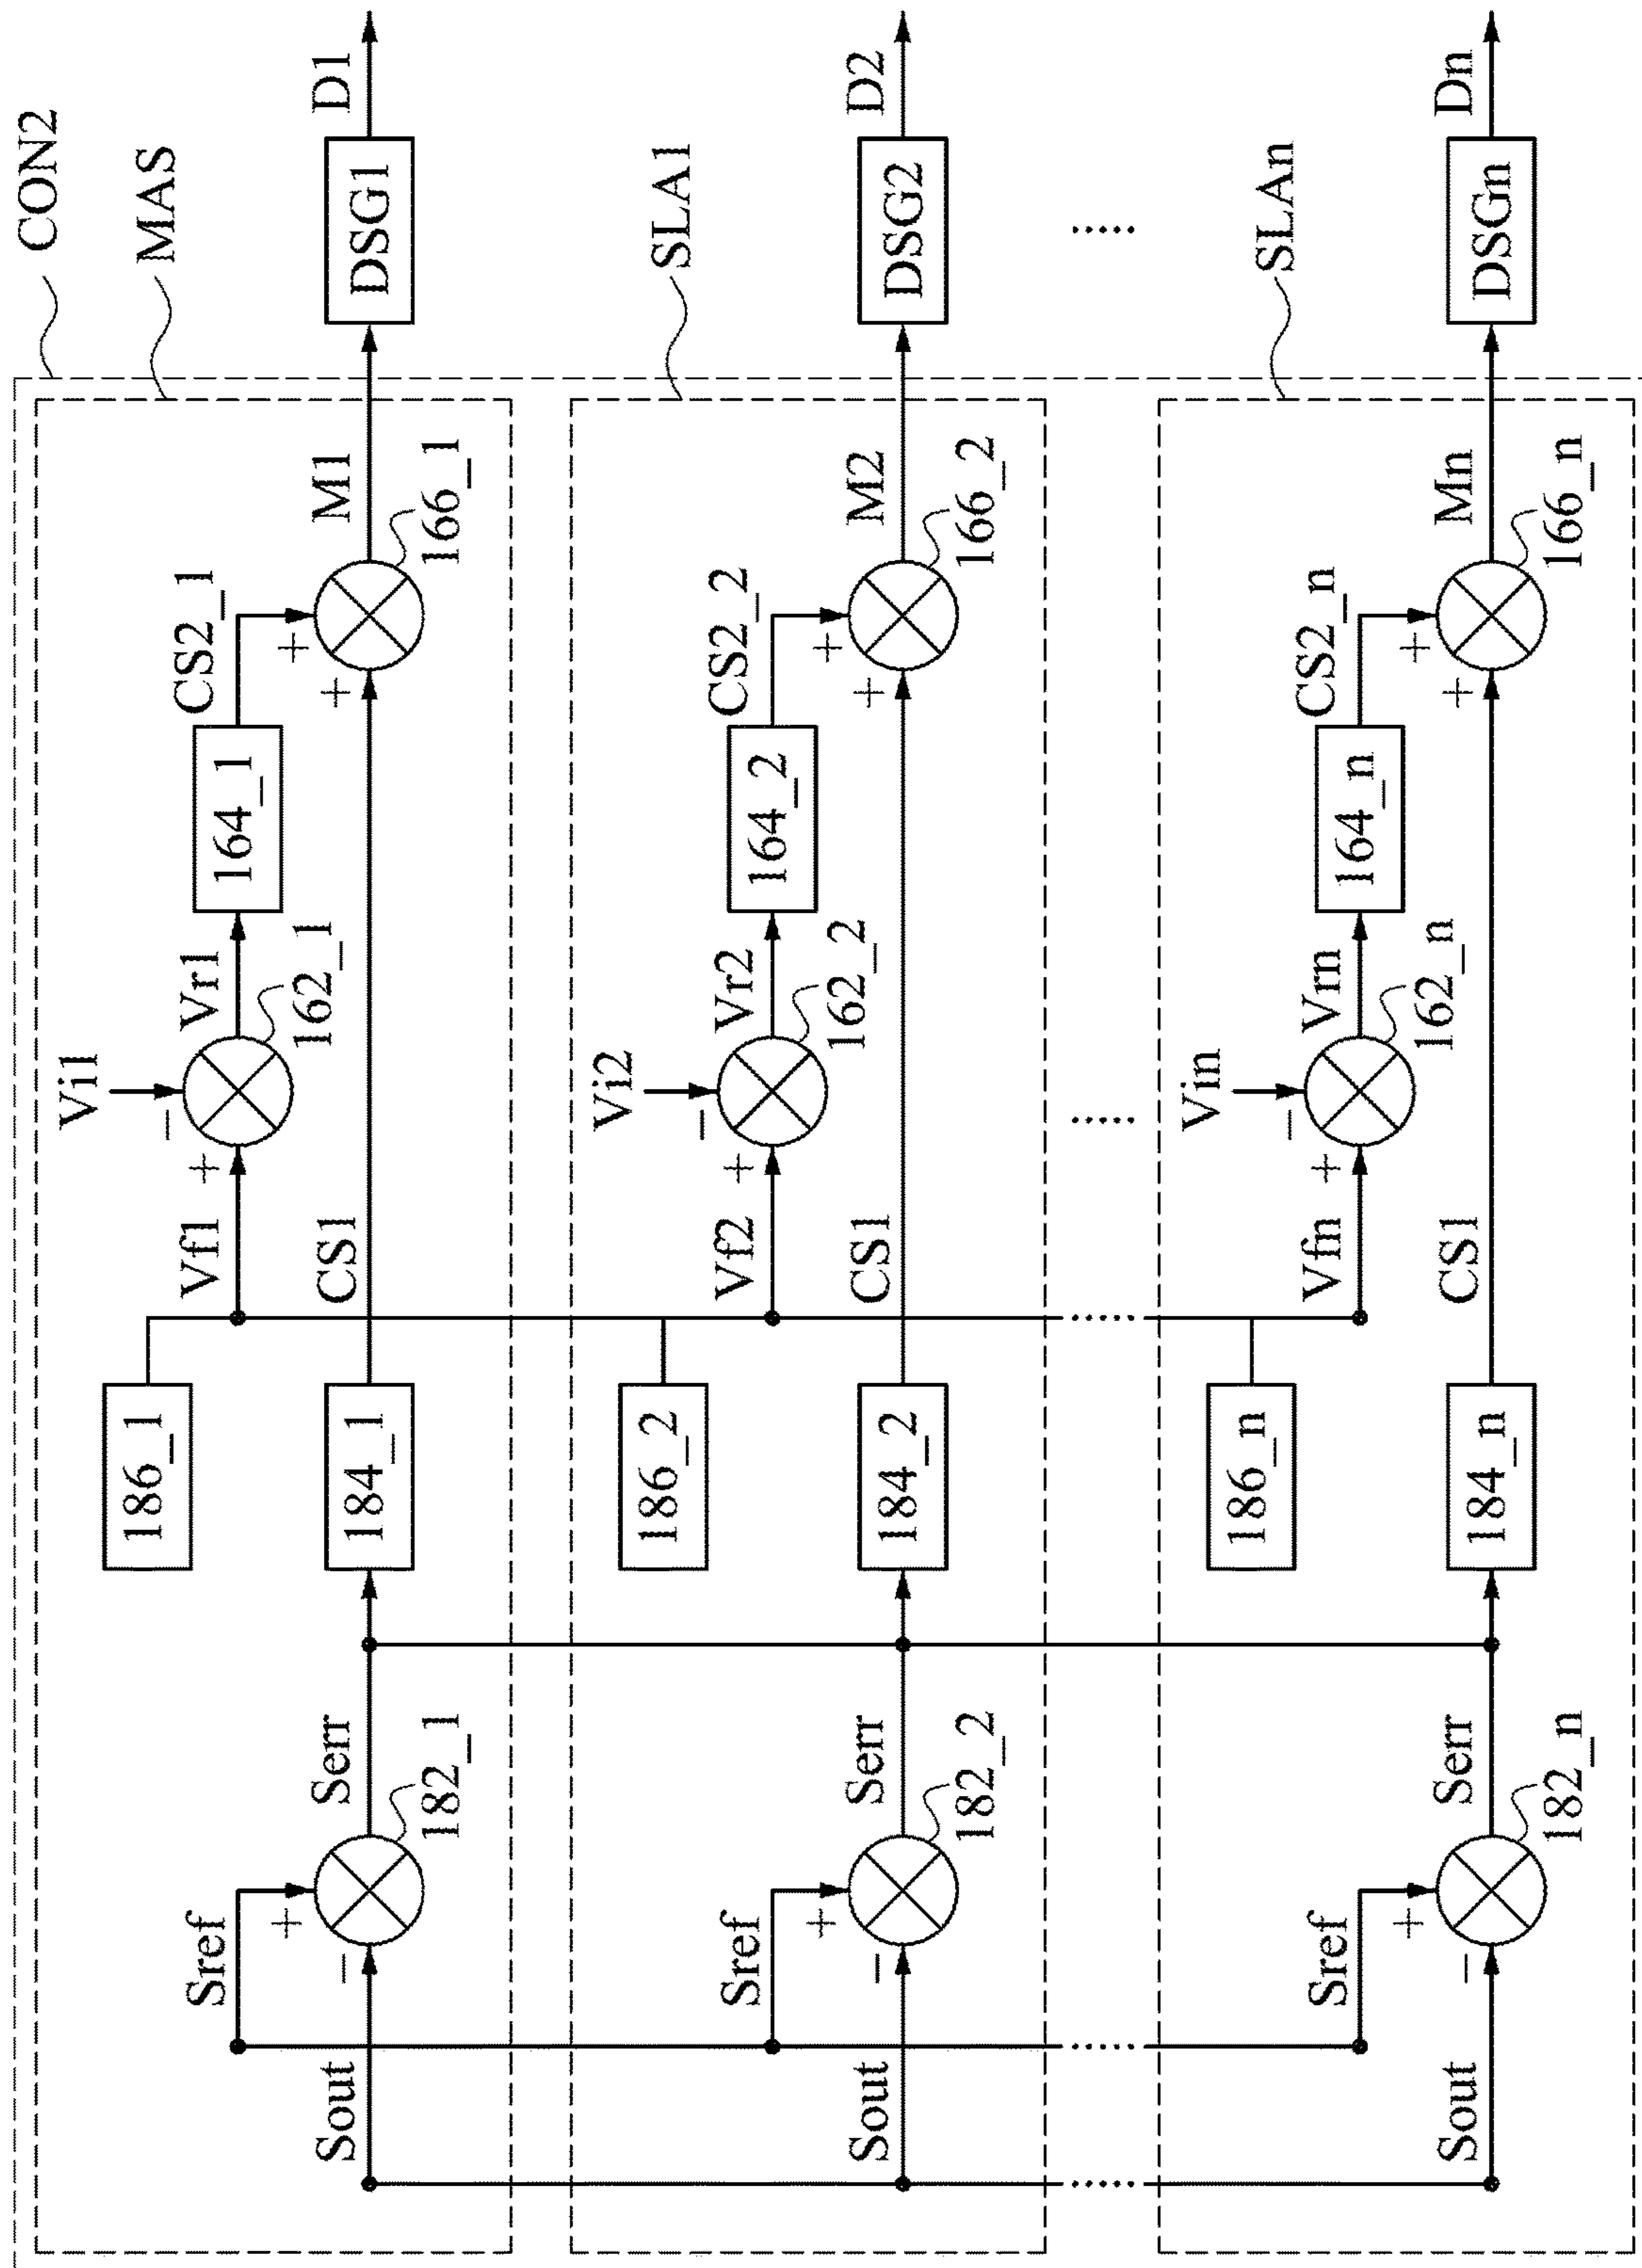 CON2
MAS
Vi1
−
Vf1
+
Vr1
162_1
164_1
CS2_1
+
186_1
Sref
+
Sout
−
182_1
Serr
184_1
CS1
+
166_1
M1
DSG1
D1
SLA1
Vi2
−
Vf2
+
Vr2
162_2
164_2
CS2_2
+
186_2
Sref
+
Sout
−
182_2
Serr
184_2
CS1
+
166_2
M2
DSG2
D2
SLAn
Vin
−
Vfn
+
Vrn
162_n
164_n
CS2_n
+
186_n
Sref
+
Sout
−
182_n
Serr
184_n
CS1
+
166_n
Mn
DSGn
Dn